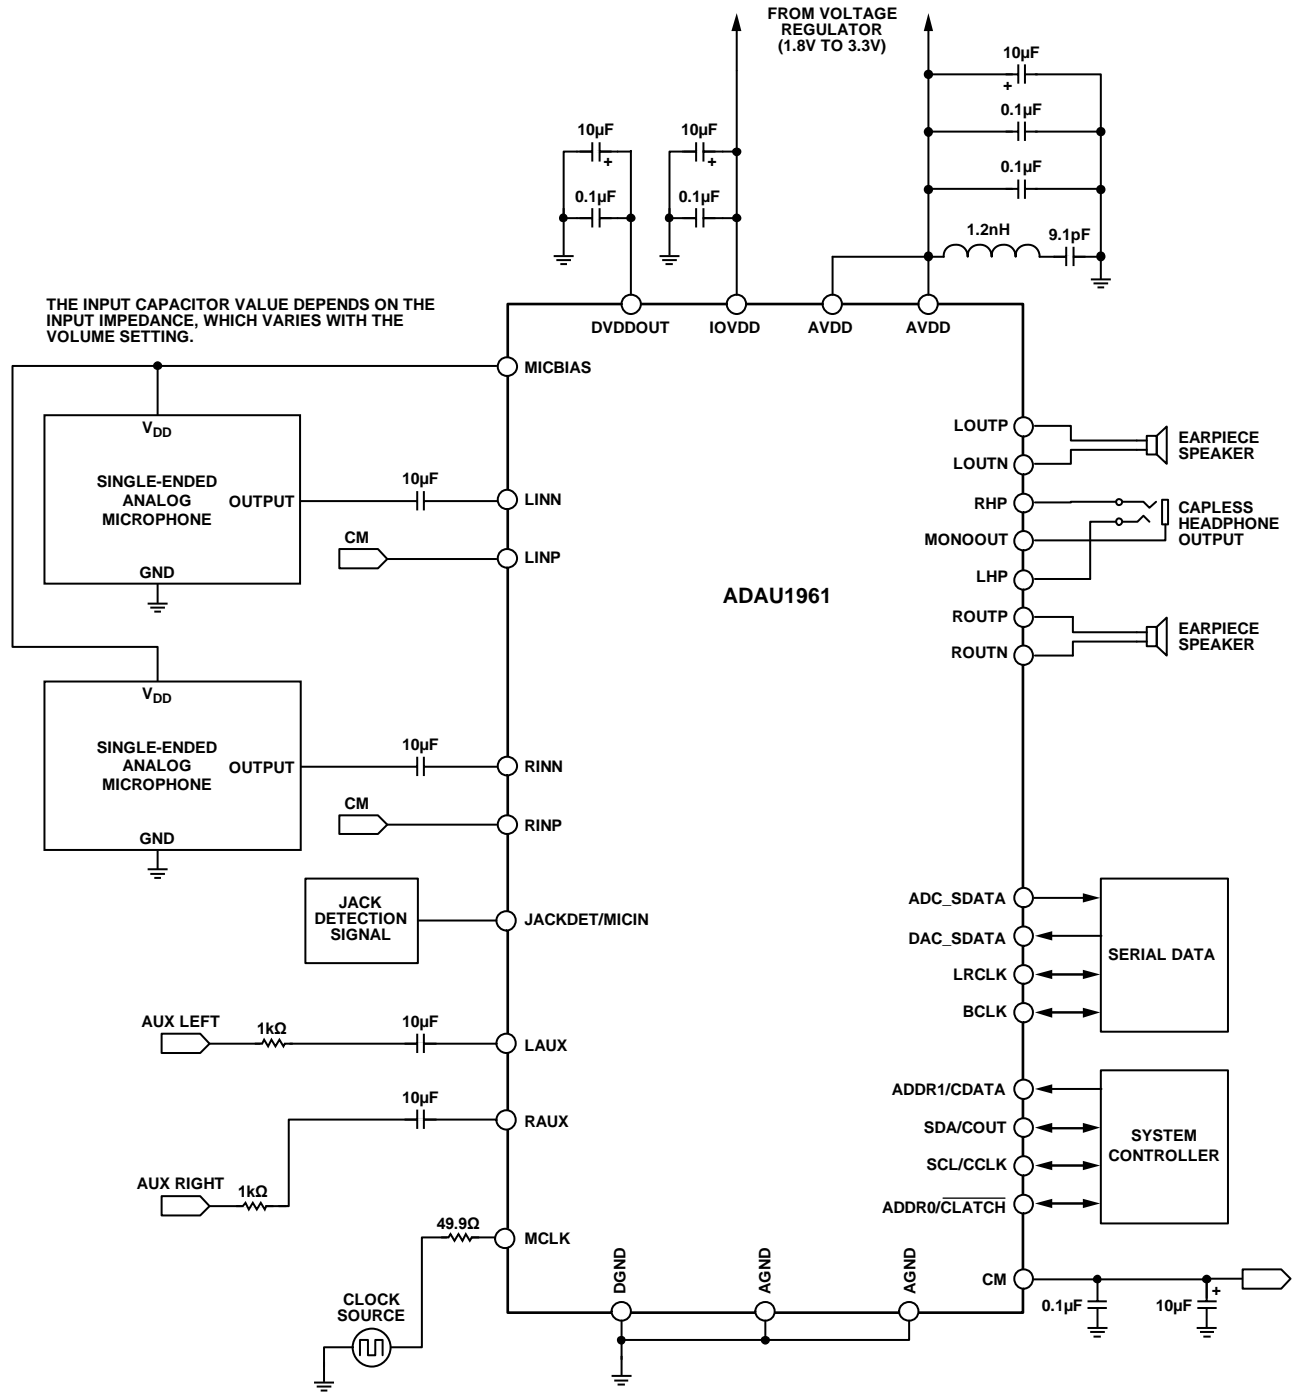 FROM VOLTAGE
REGULATOR
(1.8V TO 3.3V)
10µF
+
0.1µF
0.1µF
10µF
+
0.1µF
10µF
+
0.1µF
1.2nH
9.1pF
THE INPUT CAPACITOR VALUE DEPENDS ON THE
INPUT IMPEDANCE, WHICH VARIES WITH THE
VOLUME SETTING.
DVDDOUT
IOVDD
AVDD
AVDD
MICBIAS
VDD
SINGLE-ENDED
ANALOG
MICROPHONE
OUTPUT
GND
10µF
LINN
CM
LINP
VDD
SINGLE-ENDED
ANALOG
MICROPHONE
OUTPUT
GND
10µF
RINN
CM
RINP
JACK
DETECTION
SIGNAL
JACKDET/MICIN
AUX LEFT
1kΩ
10µF
LAUX
10µF
RAUX
AUX RIGHT
1kΩ
49.9Ω
MCLK
CLOCK
SOURCE
ADAU1961
LOUTP
LOUTN
EARPIECE
SPEAKER
RHP
MONOOUT
LHP
CAPLESS
HEADPHONE
OUTPUT
ROUTP
ROUTN
EARPIECE
SPEAKER
ADC_SDATA
DAC_SDATA
LRCLK
BCLK
SERIAL DATA
ADDR1/CDATA
SDA/COUT
SCL/CCLK
ADDR0/CLATCH
SYSTEM
CONTROLLER
DGND
AGND
AGND
CM
0.1µF
10µF
+